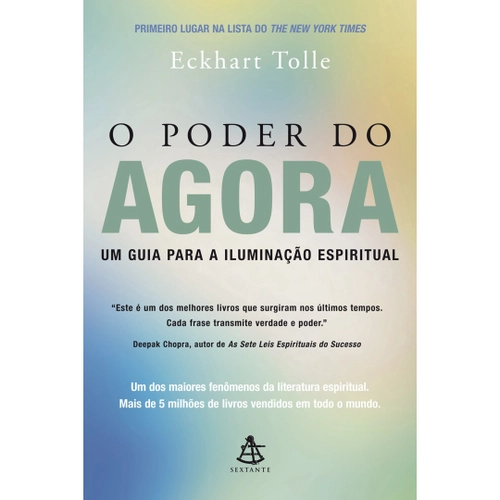 PRIMEIRO LUGAR NA LISTA DO THE NEW YORK TIMES
Eckhart Tolle
O PODER DO
AGORA
UM GUIA PARA A ILUMINAÇÃO ESPIRITUAL
“Este é um dos melhores livros que surgiram nos últimos tempos.
Cada frase transmite verdade e poder.”
Deepak Chopra, autor de As Sete Leis Espirituais do Sucesso
Um dos maiores fenômenos da literatura espiritual.
Mais de 5 milhões de livros vendidos em todo o mundo.
SEXTANTE